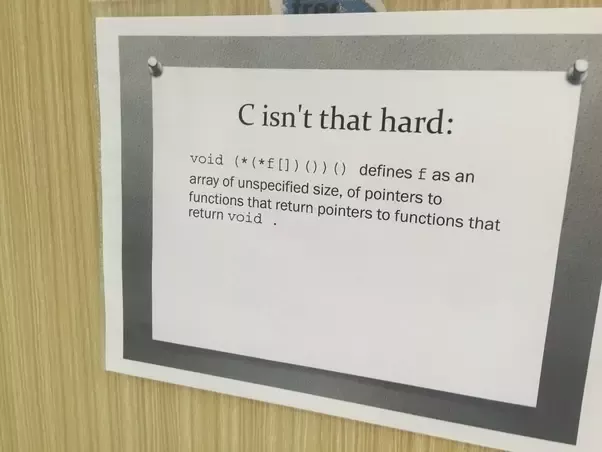 free
C isn't that hard:
void (*(*f[])())() defines f as an
array of unspecified size, of pointers to
functions that return pointers to functions that
return void .